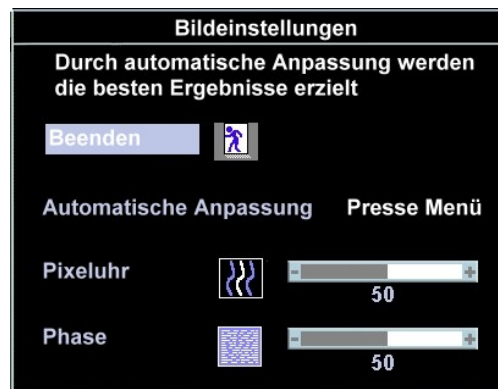 Bildeinstellungen
Durch automatische Anpassung werden
die besten Ergebnisse erzielt
Beenden
Automatische Anpassung Presse Menü
Pixeluhr
- +
50
Phase
- +
50